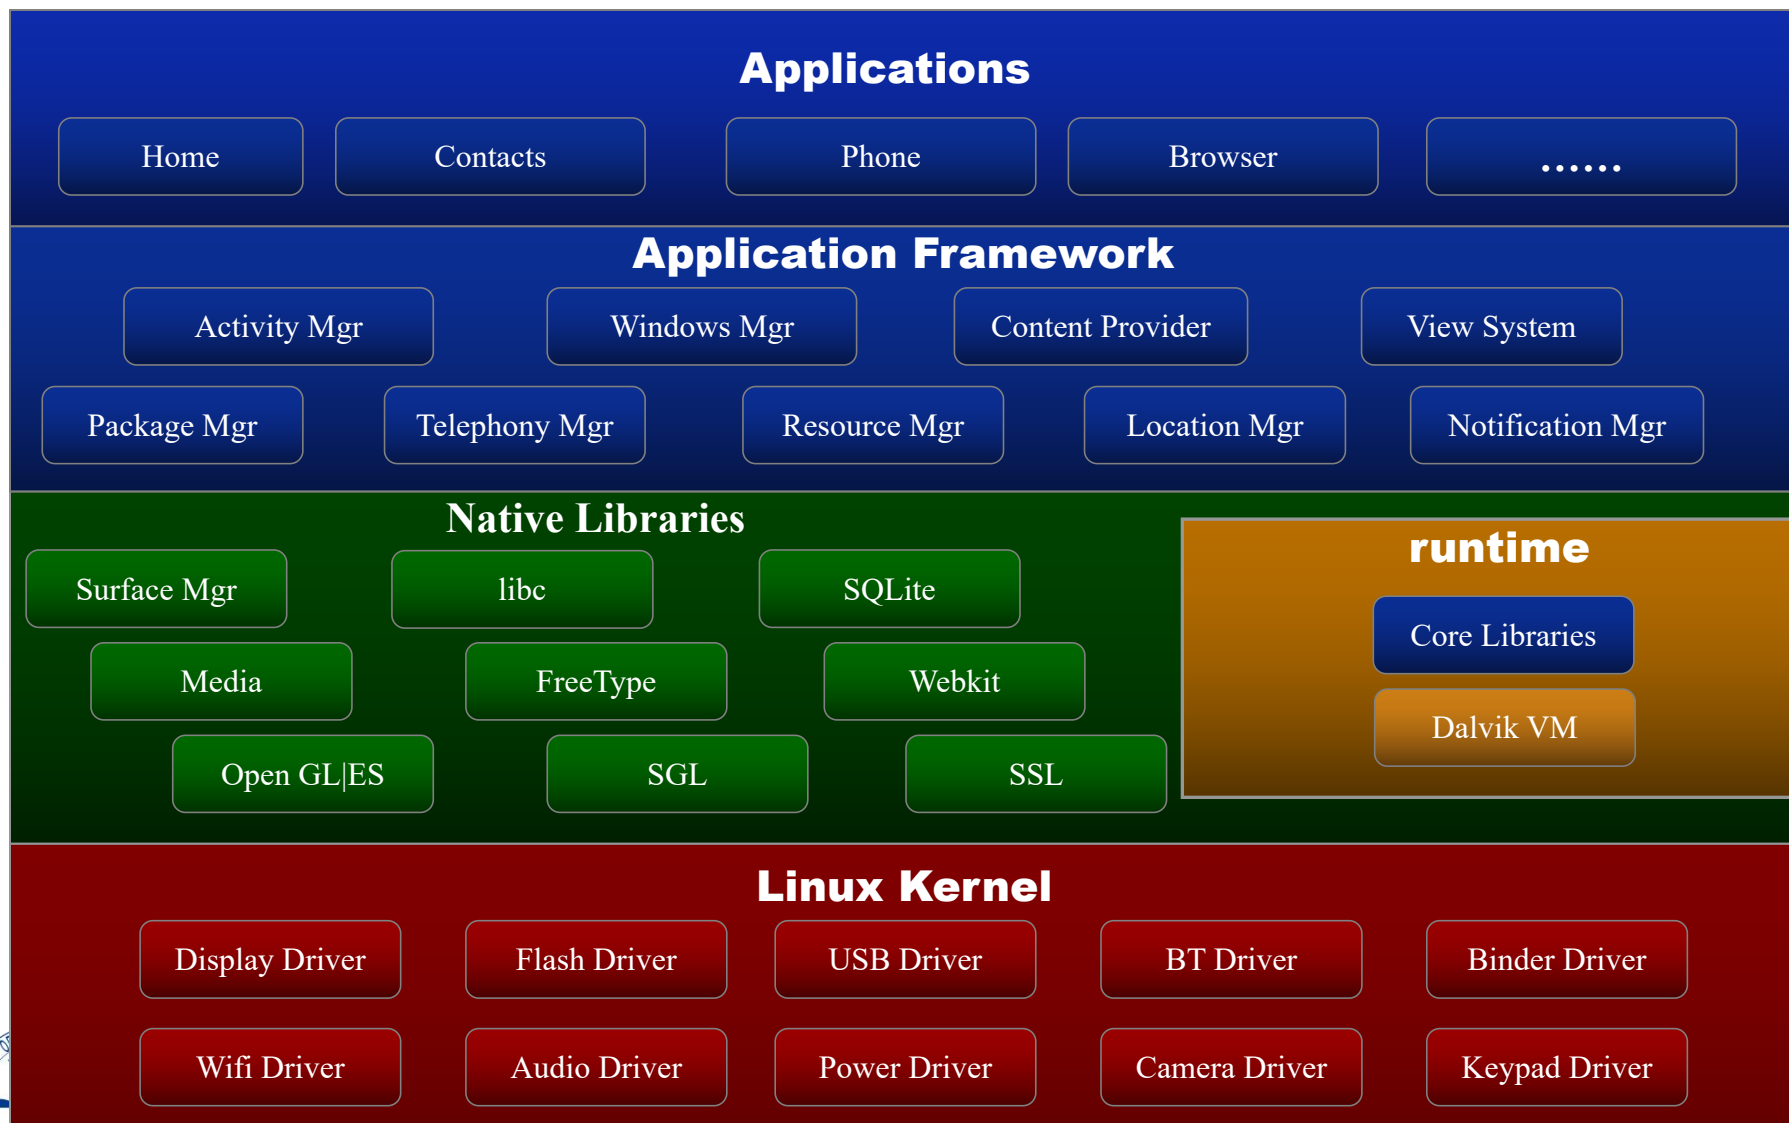 Applications
Home
Contacts
Phone
Browser
......
Application Framework
Activity Mgr
Windows Mgr
Content Provider
View System
Package Mgr
Telephony Mgr
Resource Mgr
Location Mgr
Notification Mgr
Native Libraries
Surface Mgr
libc
SQLite
Media
FreeType
Webkit
Open GL|ES
SGL
SSL
runtime
Core Libraries
Dalvik VM
Linux Kernel
Display Driver
Flash Driver
USB Driver
BT Driver
Binder Driver
Wifi Driver
Audio Driver
Power Driver
Camera Driver
Keypad Driver